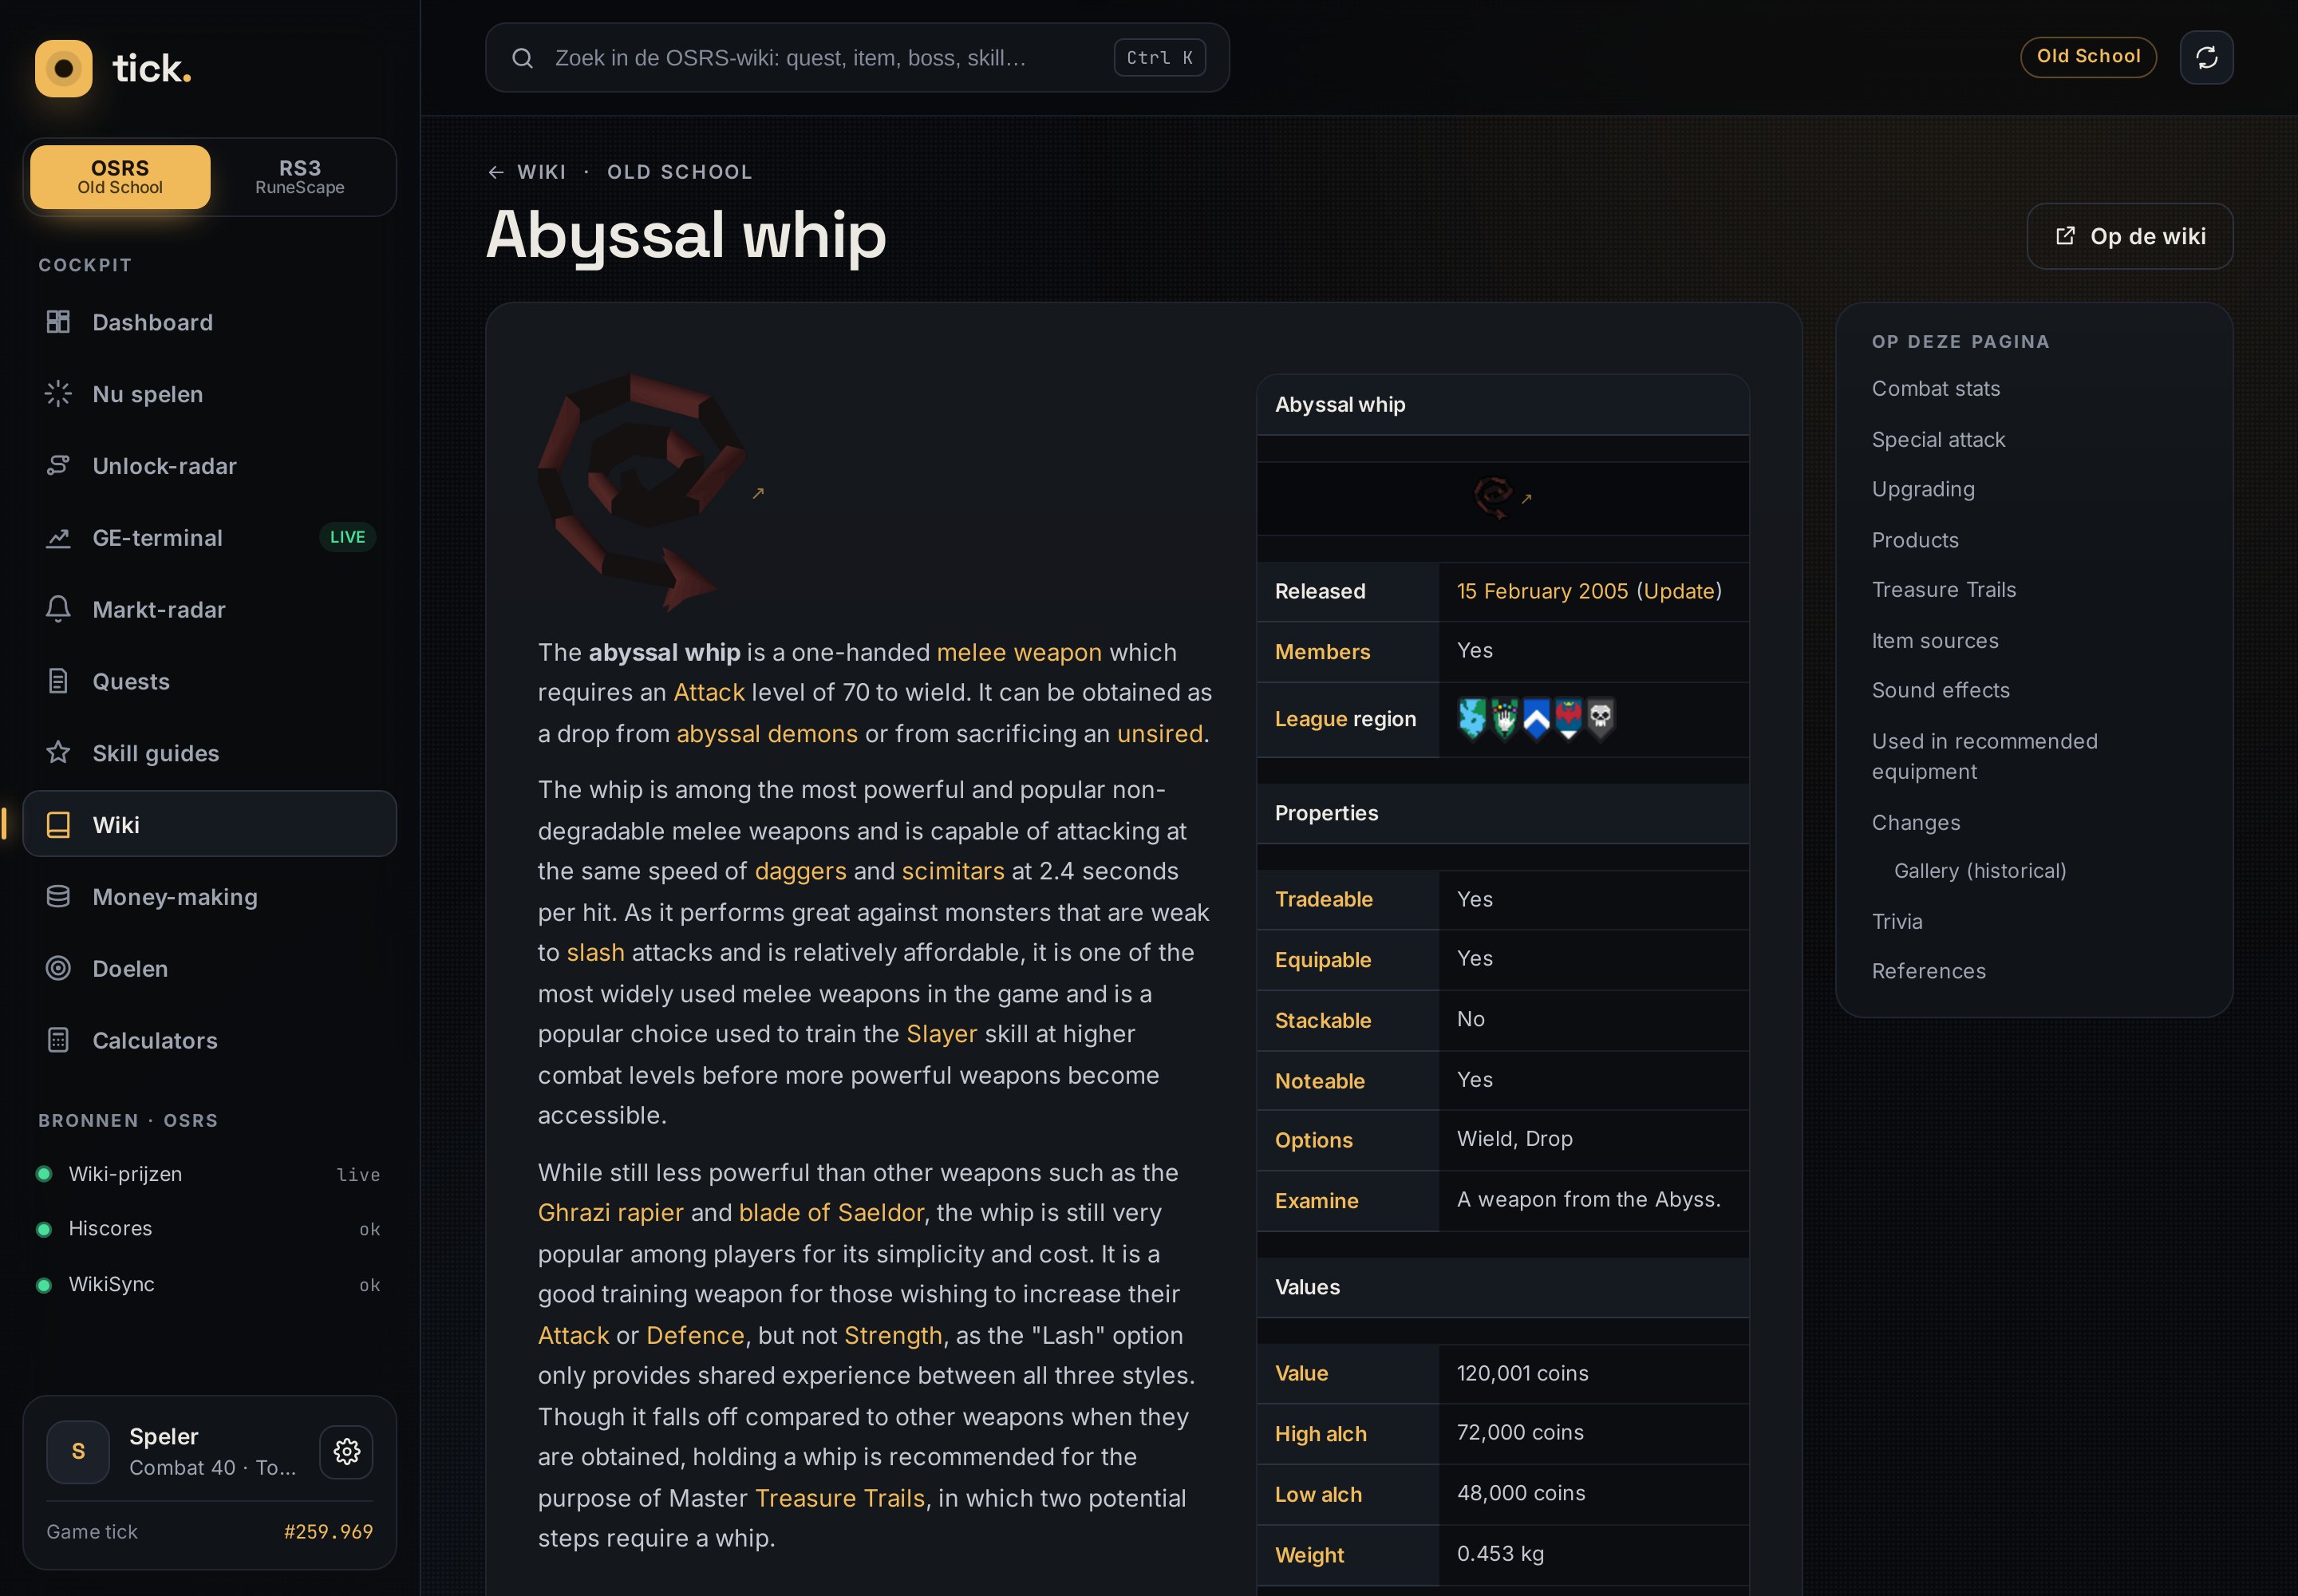 tick.
OSRS
Old School
RS3
RuneScape
COCKPIT
Dashboard
Nu spelen
Unlock-radar
GE-terminal
LIVE
Markt-radar
Quests
Skill guides
Wiki
Money-making
Doelen
Calculators
BRONNEN · OSRS
Wiki-prijzen live
Hiscores ok
WikiSync ok
S
Speler
Combat 40 · To...
Game tick #259.969
Zoek in de OSRS-wiki: quest, item, boss, skill...
Ctrl K
Old School
← WIKI · OLD SCHOOL
Abyssal whip
Op de wiki
The abyssal whip is a one-handed melee weapon which
requires an Attack level of 70 to wield. It can be obtained as
a drop from abyssal demons or from sacrificing an unsired.
The whip is among the most powerful and popular non-
degradable melee weapons and is capable of attacking at
the same speed of daggers and scimitars at 2.4 seconds
per hit. As it performs great against monsters that are weak
to slash attacks and is relatively affordable, it is one of the
most widely used melee weapons in the game and is a
popular choice used to train the Slayer skill at higher
combat levels before more powerful weapons become
accessible.
While still less powerful than other weapons such as the
Ghrazi rapier and blade of Saeldor, the whip is still very
popular among players for its simplicity and cost. It is a
good training weapon for those wishing to increase their
Attack or Defence, but not Strength, as the "Lash" option
only provides shared experience between all three styles.
Though it falls off compared to other weapons when they
are obtained, holding a whip is recommended for the
purpose of Master Treasure Trails, in which two potential
steps require a whip.
Abyssal whip
Released 15 February 2005 (Update)
Members Yes
League region
Properties
Tradeable Yes
Equipable Yes
Stackable No
Noteable Yes
Options Wield, Drop
Examine A weapon from the Abyss.
Values
Value 120,001 coins
High alch 72,000 coins
Low alch 48,000 coins
Weight 0.453 kg
OP DEZE PAGINA
Combat stats
Special attack
Upgrading
Products
Treasure Trails
Item sources
Sound effects
Used in recommended
equipment
Changes
Gallery (historical)
Trivia
References